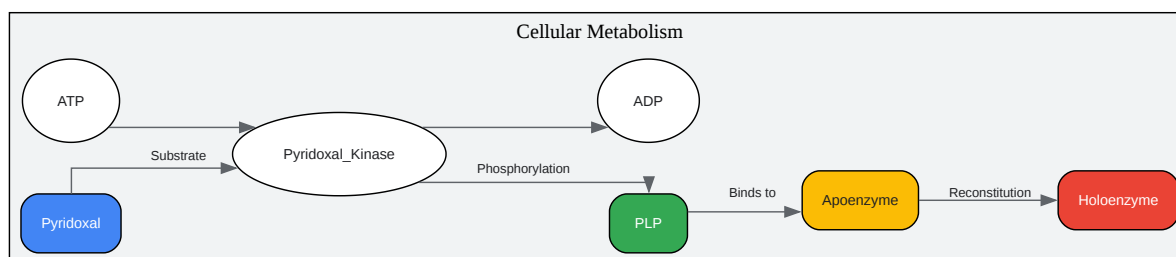 Cellular Metabolism
ATP
ADP
Pyridoxal_Kinase
Substrate
Phosphorylation
Pyridoxal
PLP
Binds to
Apoenzyme
Reconstitution
Holoenzyme